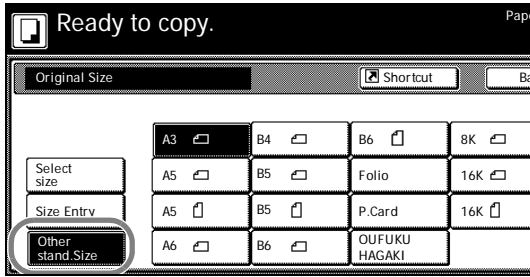 Ready to copy.
Pap
Original Size
Shortcut
Ba
A3
B4
B6
8K
Select
size
A5
B5
Folio
16K
Size Entry
A5
B5
P.Card
16K
Other
stand.Size
A6
B6
OUFUKU
HAGAKI